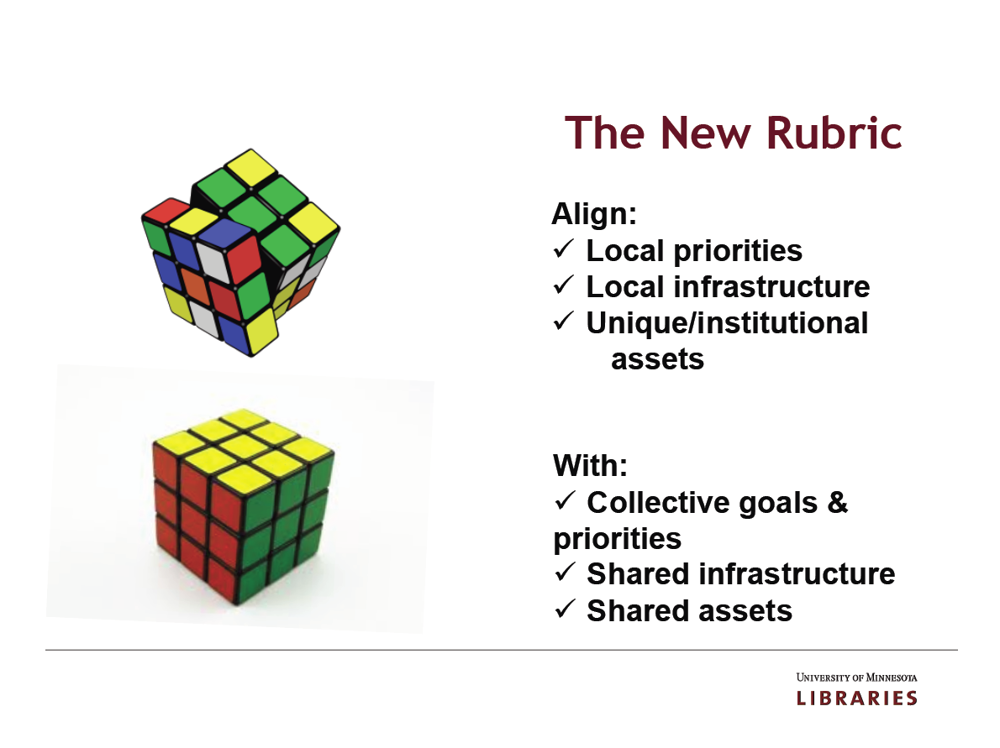 The New Rubric
Align:
✓ Local priorities
✓ Local infrastructure
✓ Unique/institutional
assets
With:
✓ Collective goals &
priorities
✓ Shared infrastructure
✓ Shared assets
UNIVERSITY OF MINNESOTA
LIBRARIES